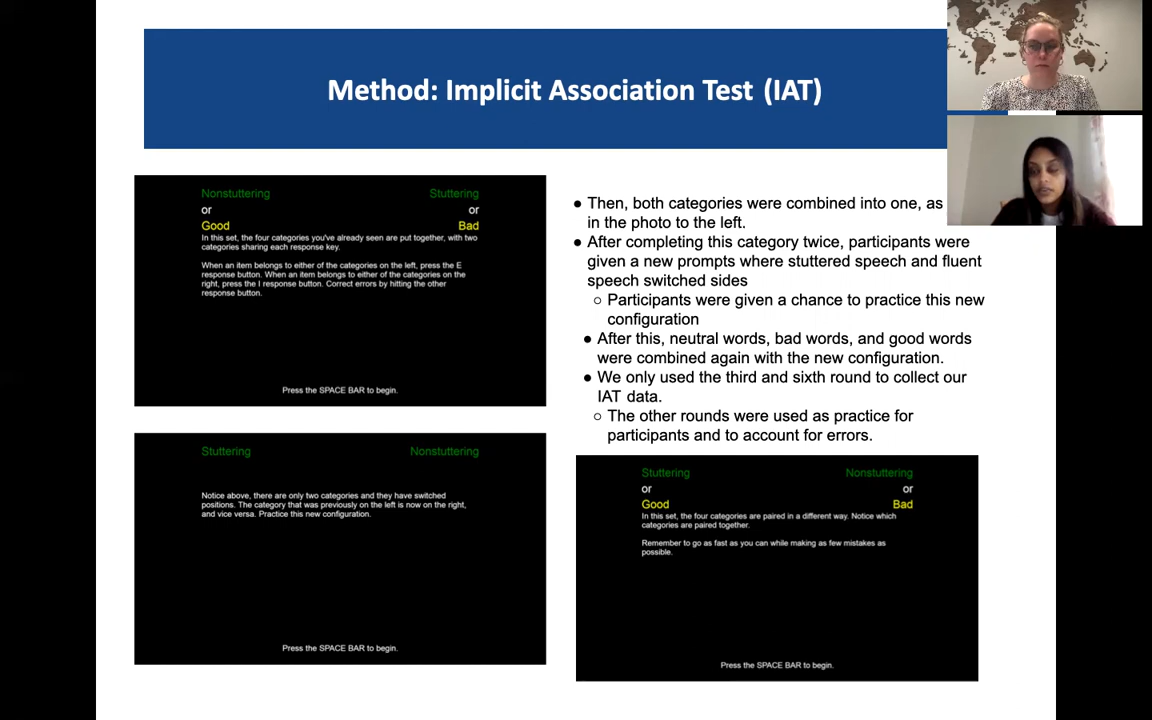 Method: Implicit Association Test (IAT)
Nonstuttering
Stuttering
or
or
Good
Bad
In this set, the four categories you've already seen are put together, with two
categories sharing each response key.
When an item belongs to either of the categories on the left, press the E
response button. When an item belongs to either of the categories on the
right, press the I response button. Correct errors by hitting the other
response button.
Press the SPACE BAR to begin.
Stuttering
Nonstuttering
Notice above, there are only two categories and they have switched
positions. The category that was previously on the left is now on the right,
and vice versa. Practice this new configuration.
Press the SPACE BAR to begin.
● Then, both categories were combined into one, as
in the photo to the left.
● After completing this category twice, participants were
given a new prompts where stuttered speech and fluent
speech switched sides
○ Participants were given a chance to practice this new
configuration
● After this, neutral words, bad words, and good words
were combined again with the new configuration.
● We only used the third and sixth round to collect our
IAT data.
○ The other rounds were used as practice for
participants and to account for errors.
Stuttering
Nonstuttering
or
or
Good
Bad
In this set, the four categories are paired in a different way. Notice which
categories are paired together.
Remember to go as fast as you can while making as few mistakes as
possible.
Press the SPACE BAR to begin.